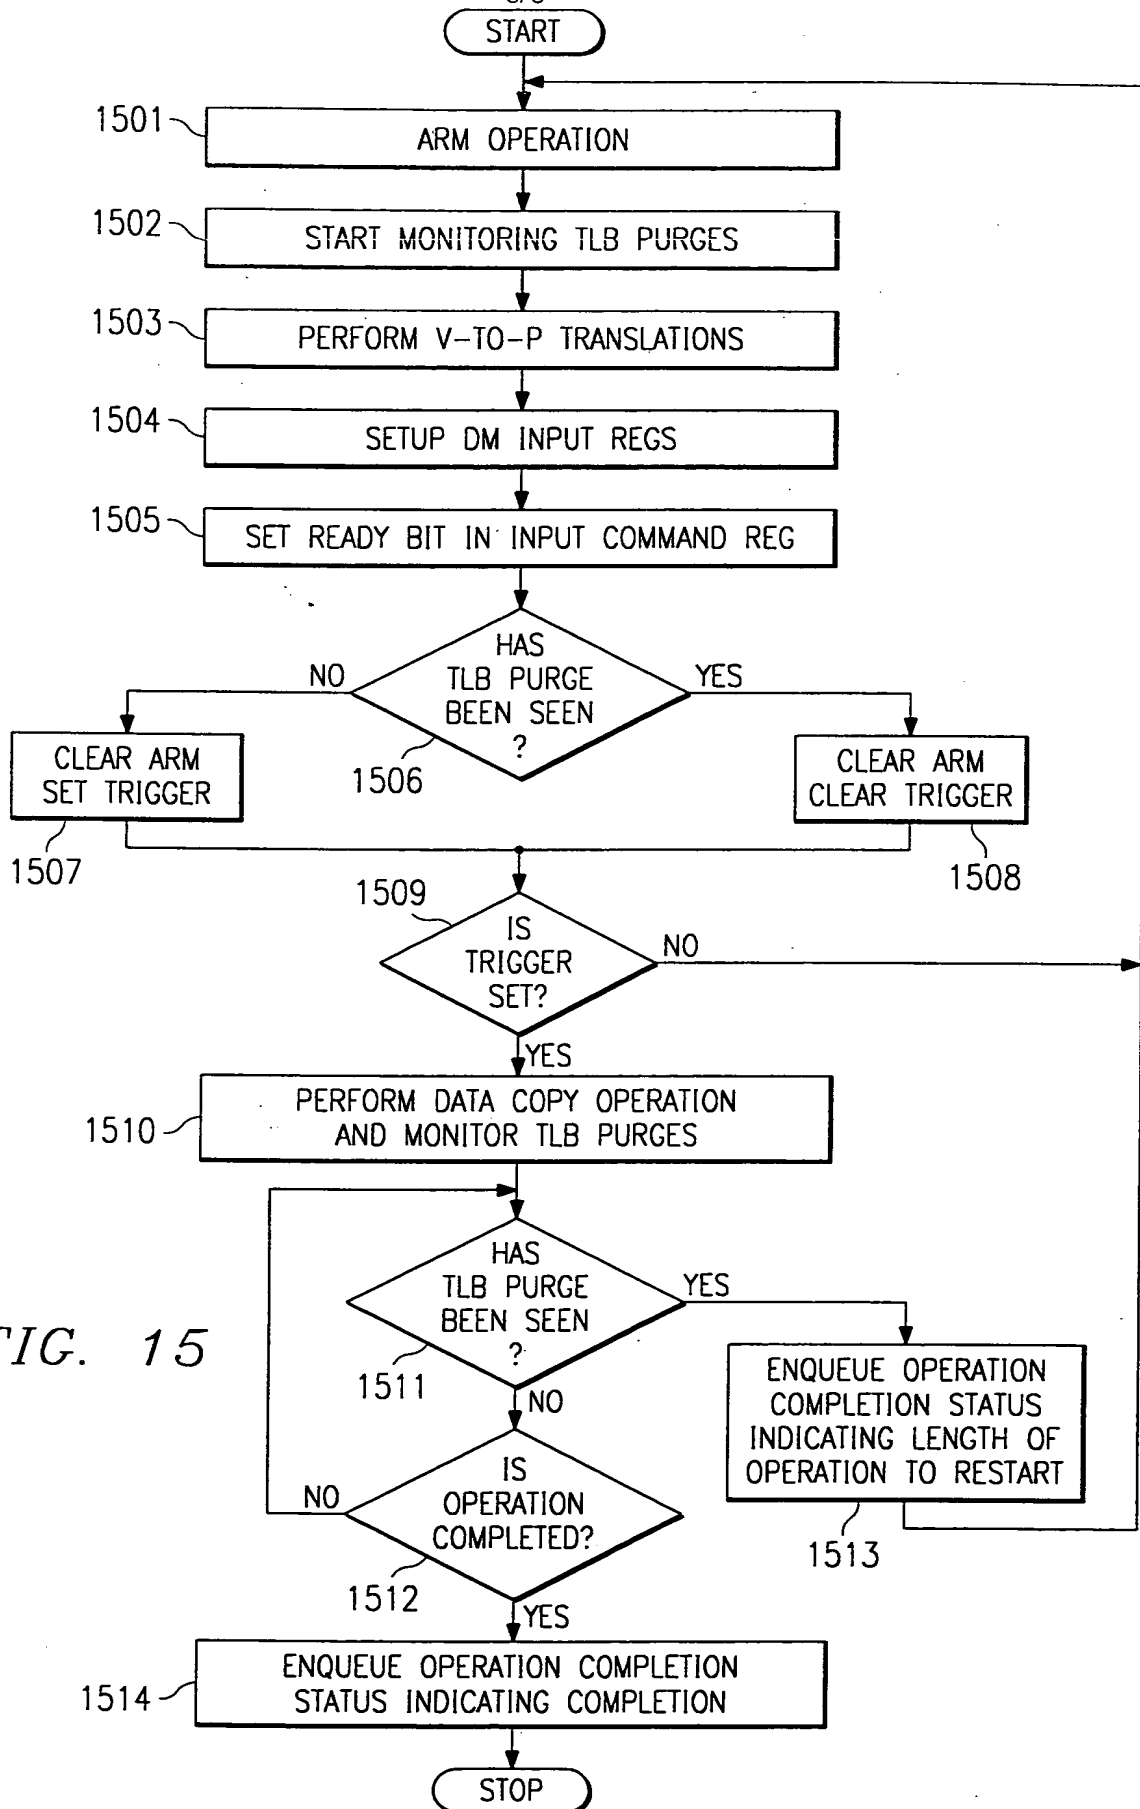 START
1501
ARM OPERATION
1502
START MONITORING TLB PURGES
1503
PERFORM V-TO-P TRANSLATIONS
1504
SETUP DM INPUT REGS
1505
SET READY BIT IN INPUT COMMAND REG
HAS
TLB PURGE
BEEN SEEN
?
NO
YES
1506
CLEAR ARM
SET TRIGGER
1507
CLEAR ARM
CLEAR TRIGGER
1508
1509
IS
TRIGGER
SET?
NO
YES
1510
PERFORM DATA COPY OPERATION
AND MONITOR TLB PURGES
HAS
TLB PURGE
BEEN SEEN
?
YES
1511
NO
FIG. 15
ENQUEUE OPERATION
COMPLETION STATUS
INDICATING LENGTH OF
OPERATION TO RESTART
1513
IS
OPERATION
COMPLETED?
NO
1512
YES
1514
ENQUEUE OPERATION COMPLETION
STATUS INDICATING COMPLETION
STOP